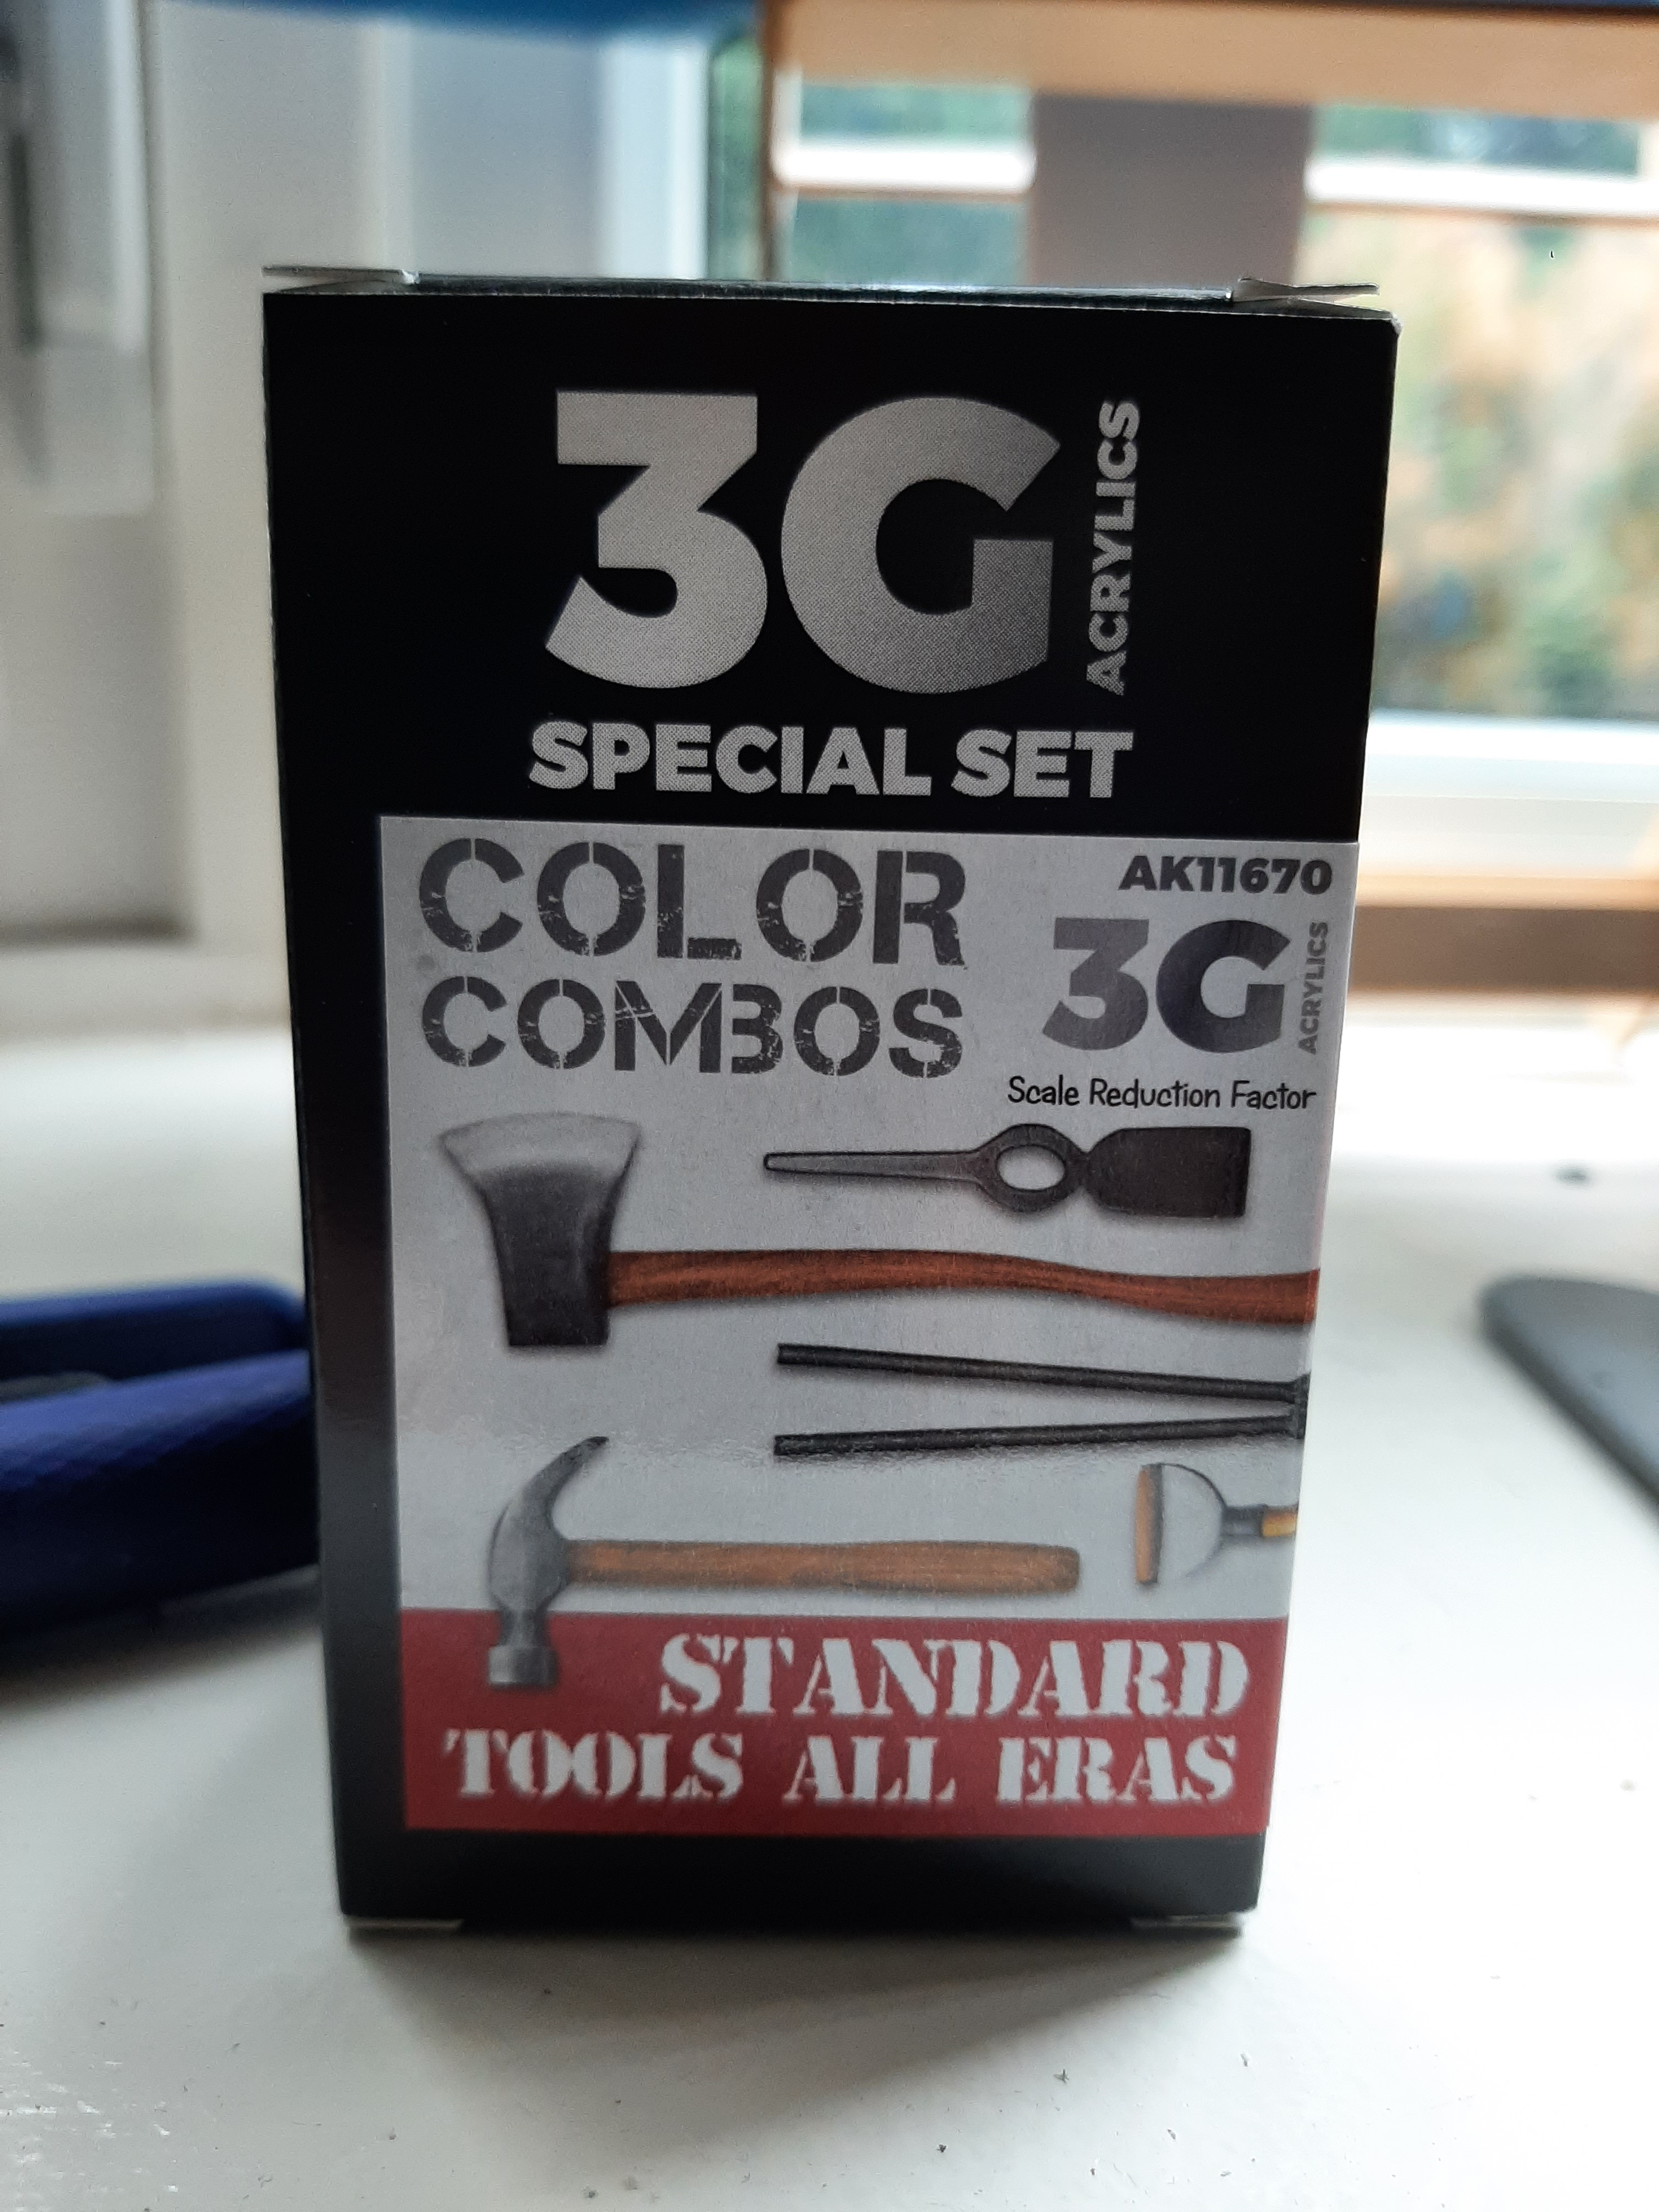 3G ACRYLICS
SPECIAL SET
COLOR
COMBOS
AK11670
3G ACRYLICS
Scale Reduction Factor
STANDARD
TOOLS ALL ERAS